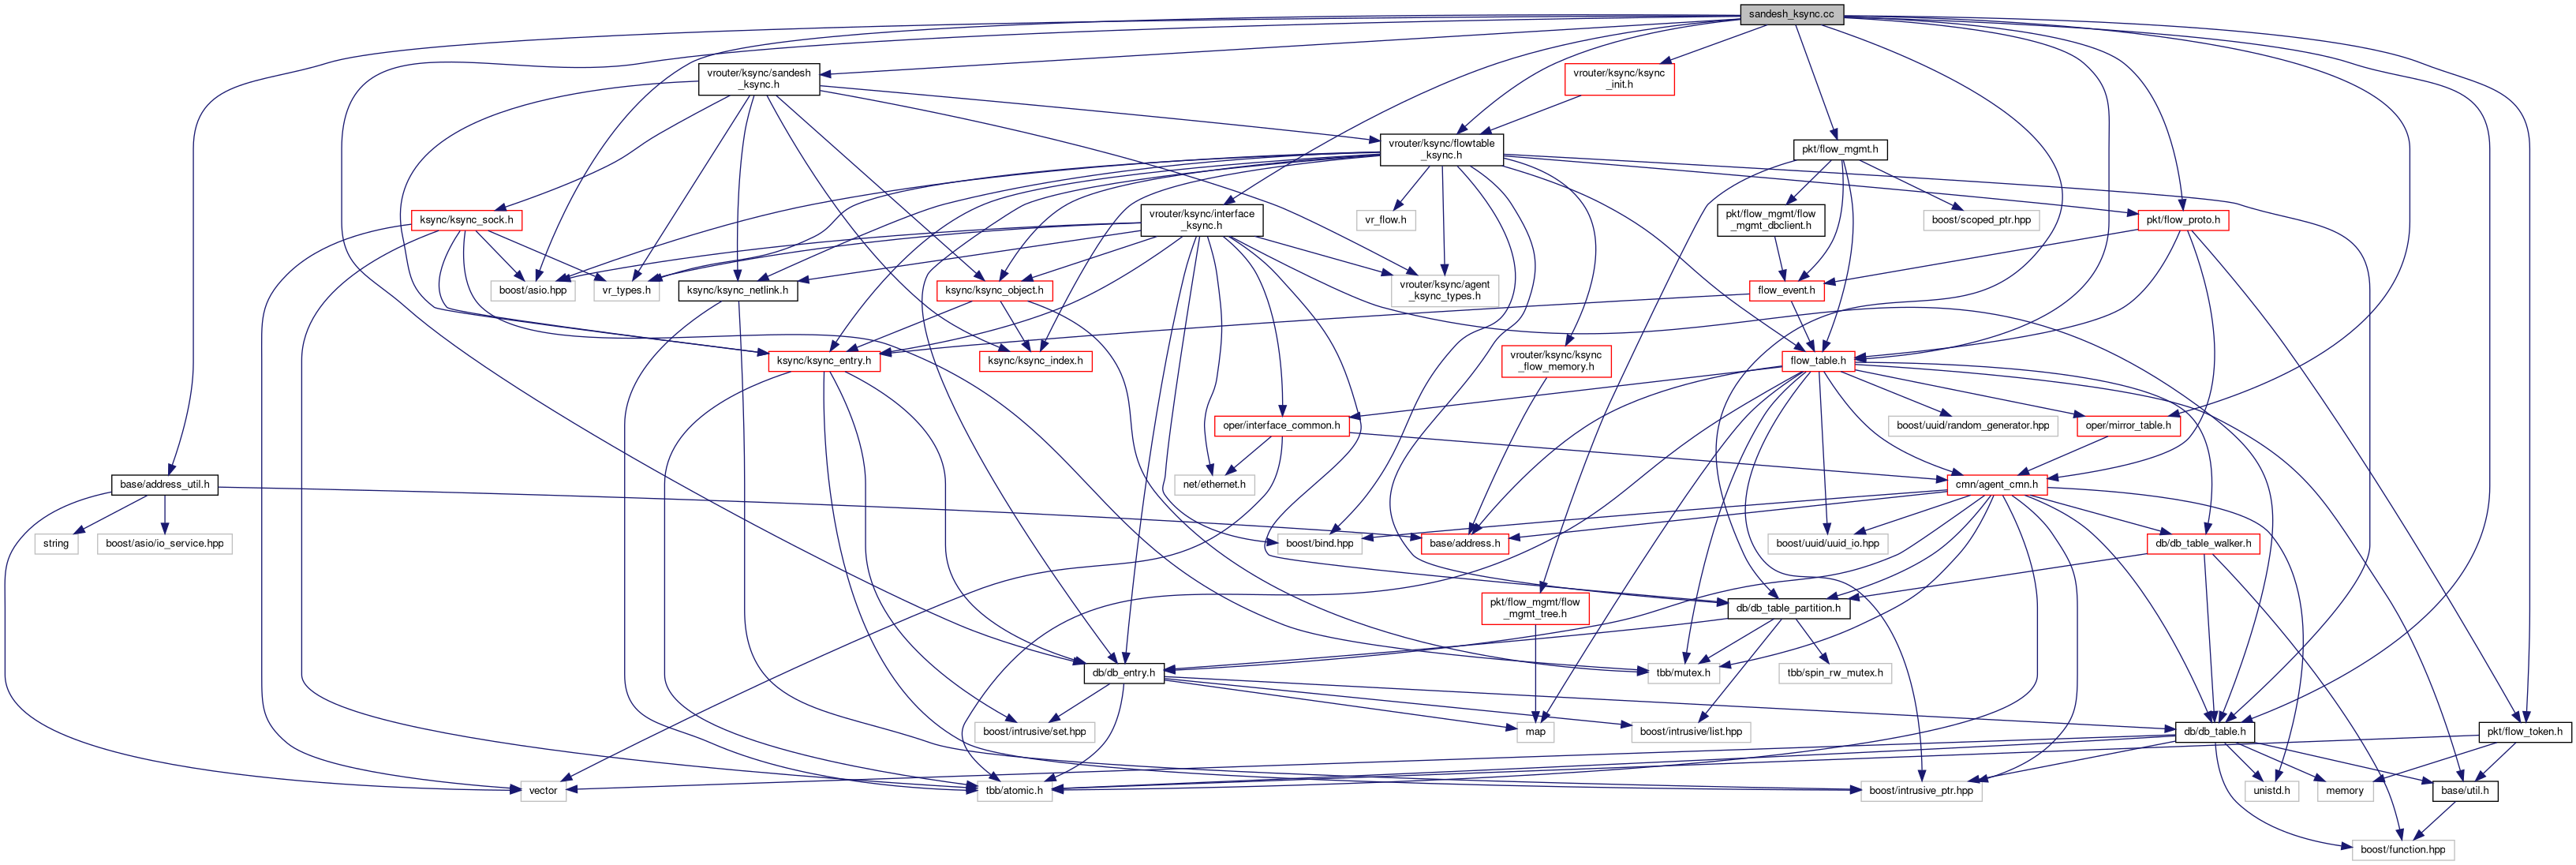 sandesh_ksync.cc
vrouter/ksync/sandesh
_ksync.h
vrouter/ksync/ksync
_init.h
vrouter/ksync/flowtable
_ksync.h
pkt/flow_mgmt.h
ksync/ksync_sock.h
vrouter/ksync/interface
_ksync.h
vr_flow.h
pkt/flow_mgmt/flow
_mgmt_dbclient.h
boost/scoped_ptr.hpp
pkt/flow_proto.h
boost/asio.hpp
vr_types.h
ksync/ksync_netlink.h
ksync/ksync_object.h
vrouter/ksync/agent
_ksync_types.h
flow_event.h
ksync/ksync_entry.h
ksync/ksync_index.h
vrouter/ksync/ksync
_flow_memory.h
flow_table.h
oper/interface_common.h
boost/uuid/random_generator.hpp
oper/mirror_table.h
base/address_util.h
net/ethernet.h
cmn/agent_cmn.h
string
boost/asio/io_service.hpp
boost/bind.hpp
base/address.h
boost/uuid/uuid_io.hpp
db/db_table_walker.h
pkt/flow_mgmt/flow
_mgmt_tree.h
db/db_table_partition.h
db/db_entry.h
tbb/mutex.h
tbb/spin_rw_mutex.h
boost/intrusive/set.hpp
map
boost/intrusive/list.hpp
db/db_table.h
pkt/flow_token.h
vector
tbb/atomic.h
boost/intrusive_ptr.hpp
unistd.h
memory
base/util.h
boost/function.hpp